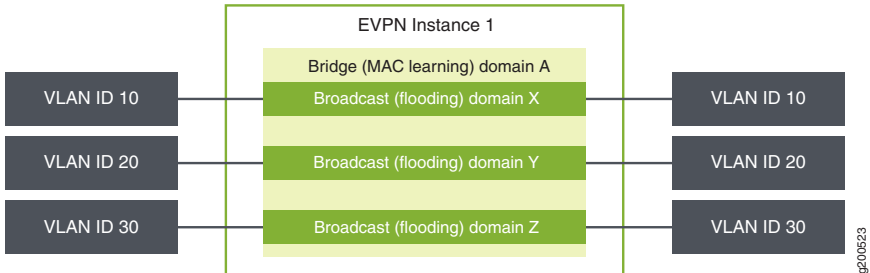 EVPN Instance 1
Bridge (MAC learning) domain A
VLAN ID 10
Broadcast (flooding) domain X
VLAN ID 10
VLAN ID 20
Broadcast (flooding) domain Y
VLAN ID 20
VLAN ID 30
Broadcast (flooding) domain Z
VLAN ID 30
g200523